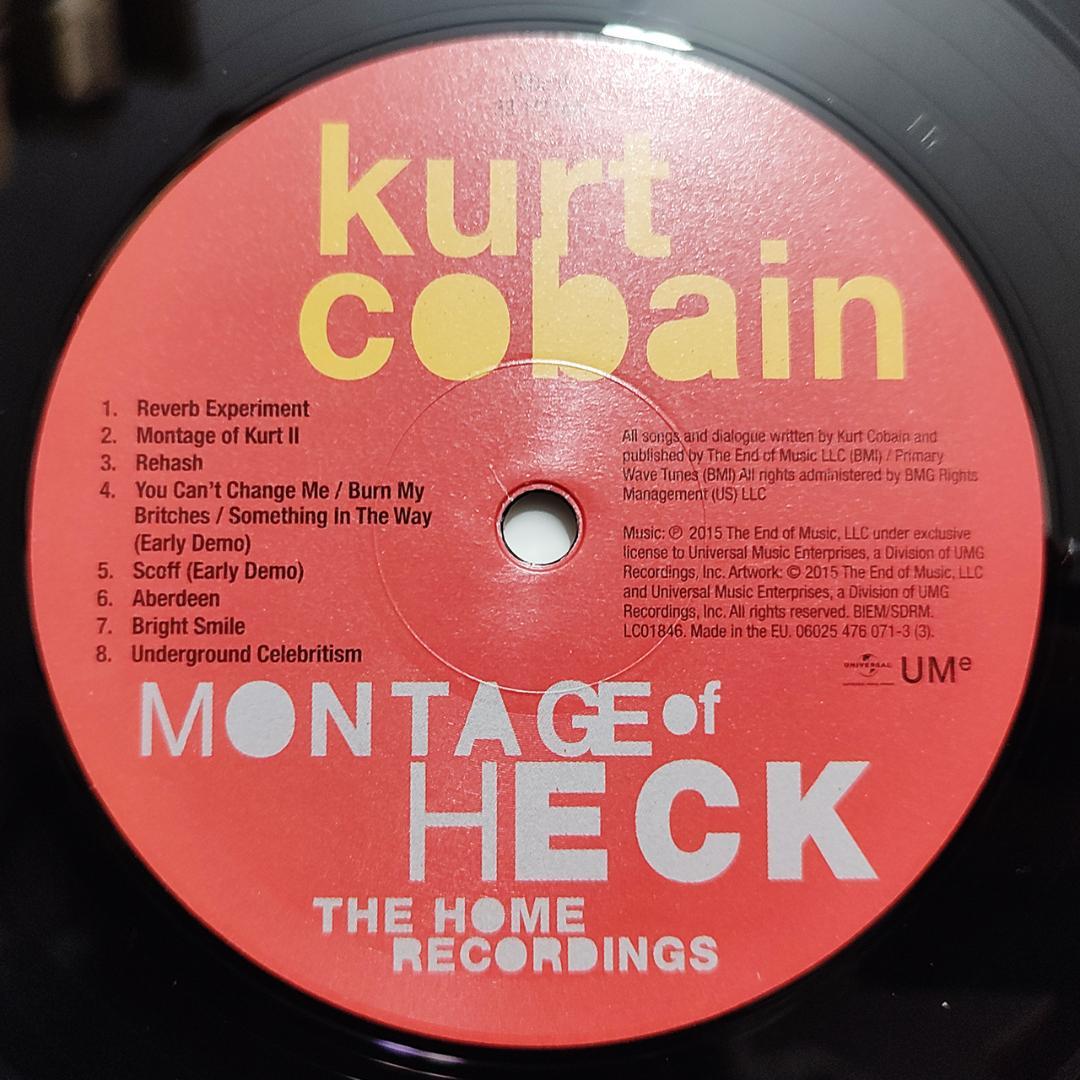 kurt
cobain
1. Reverb Experiment
2. Montage of Kurt II
3. Rehash
4. You Can't Change Me / Burn My
Britches / Something In The Way
(Early Demo)
5. Scoff (Early Demo)
6. Aberdeen
7. Bright Smile
8. Underground Celebritism
All songs and dialogue written by Kurt Cobain and
published by The End of Music LLC (BMI) / Primary
Wave Tunes (BMI) All rights administered by BMG Rights
Management (US) LLC
Music: ℗ 2015 The End of Music, LLC under exclusive
license to Universal Music Enterprises, a Division of UMG
Recordings, Inc. Artwork: © 2015 The End of Music, LLC
and Universal Music Enterprises, a Division of UMG
Recordings, Inc. All rights reserved. BIEM/SDRM.
LC01846. Made in the EU. 06025 476 071-3 (3).
UNIVERSAL
UMe
MONTAGE of
HECK
THE HOME
RECORDINGS